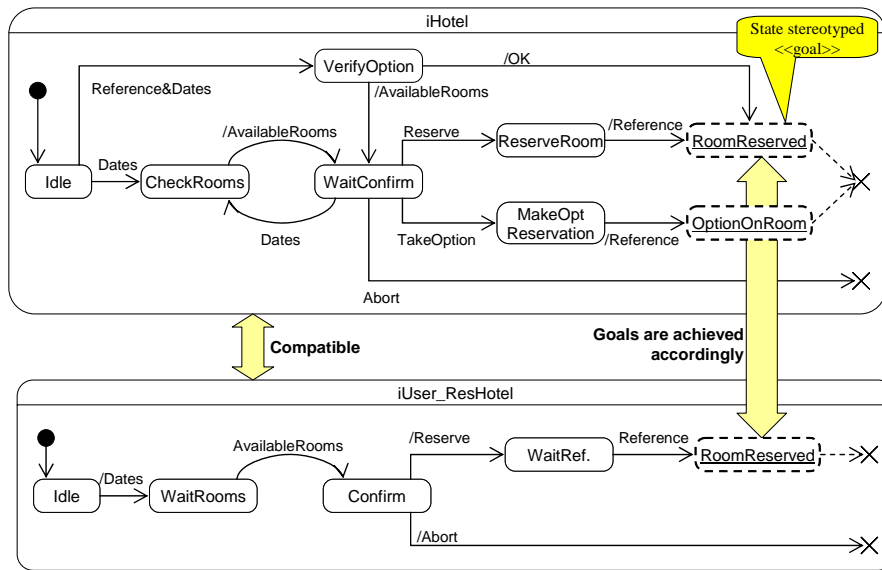 iHotel
State stereotyped
<<goal>>
VerifyOption
/OK
Reference&Dates
/AvailableRooms
/AvailableRooms
Reserve
ReserveRoom
/Reference
RoomReserved
Idle
Dates
CheckRooms
WaitConfirm
Dates
TakeOption
MakeOpt
Reservation
/Reference
OptionOnRoom
Abort
Compatible
Goals are achieved
accordingly
iUser_ResHotel
Idle
/Dates
WaitRooms
AvailableRooms
Confirm
/Reserve
WaitRef.
Reference
RoomReserved
/Abort